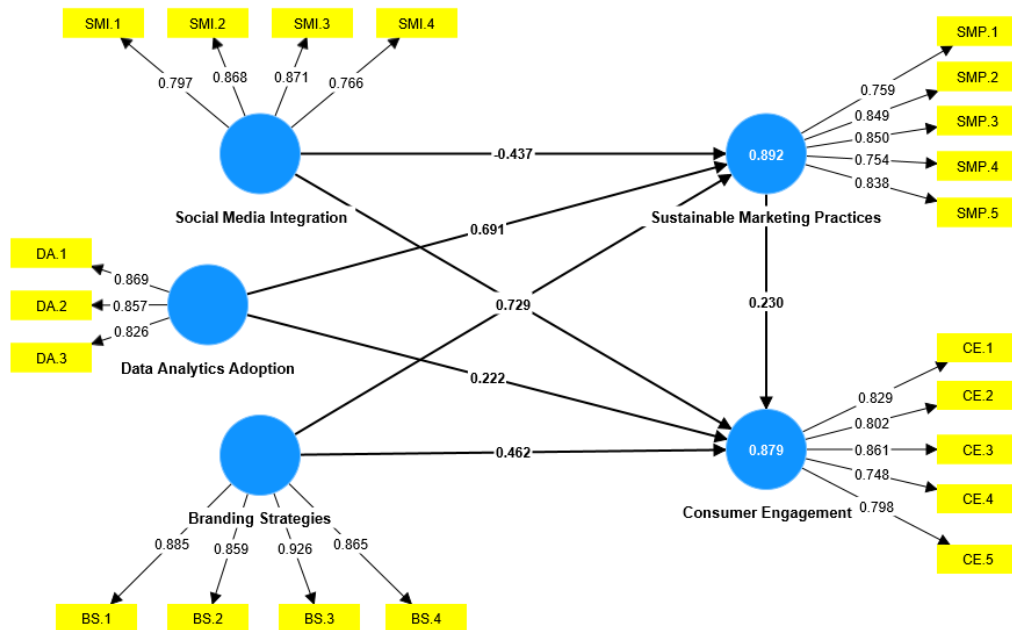 SMI.1 SMI.2 SMI.3 SMI.4
0.797 0.868 0.871 0.766
SMP.1
SMP.2
SMP.3
SMP.4
SMP.5
0.759
0.849
0.850
0.754
0.838
-0.437
0.892
Social Media Integration
Sustainable Marketing Practices
0.691
DA.1
DA.2
DA.3
0.869
0.857
0.826
Data Analytics Adoption
0.729
0.230
0.222
0.462
0.879
CE.1
CE.2
CE.3
CE.4
CE.5
0.829
0.802
0.861
0.748
0.798
Consumer Engagement
Branding Strategies
0.885 0.859 0.926 0.865
BS.1 BS.2 BS.3 BS.4